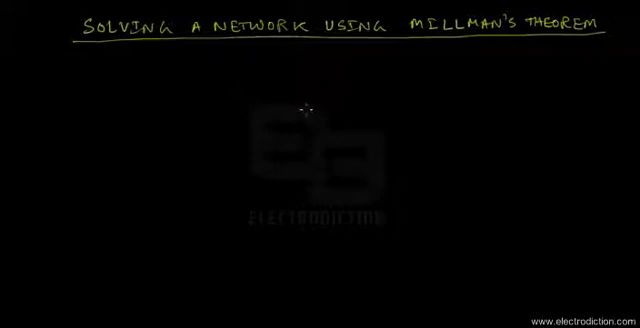 SOLVING A NETWORK USING MILLMAN'S THEOREM
ELECTRODICTION
www.electrodiction.com